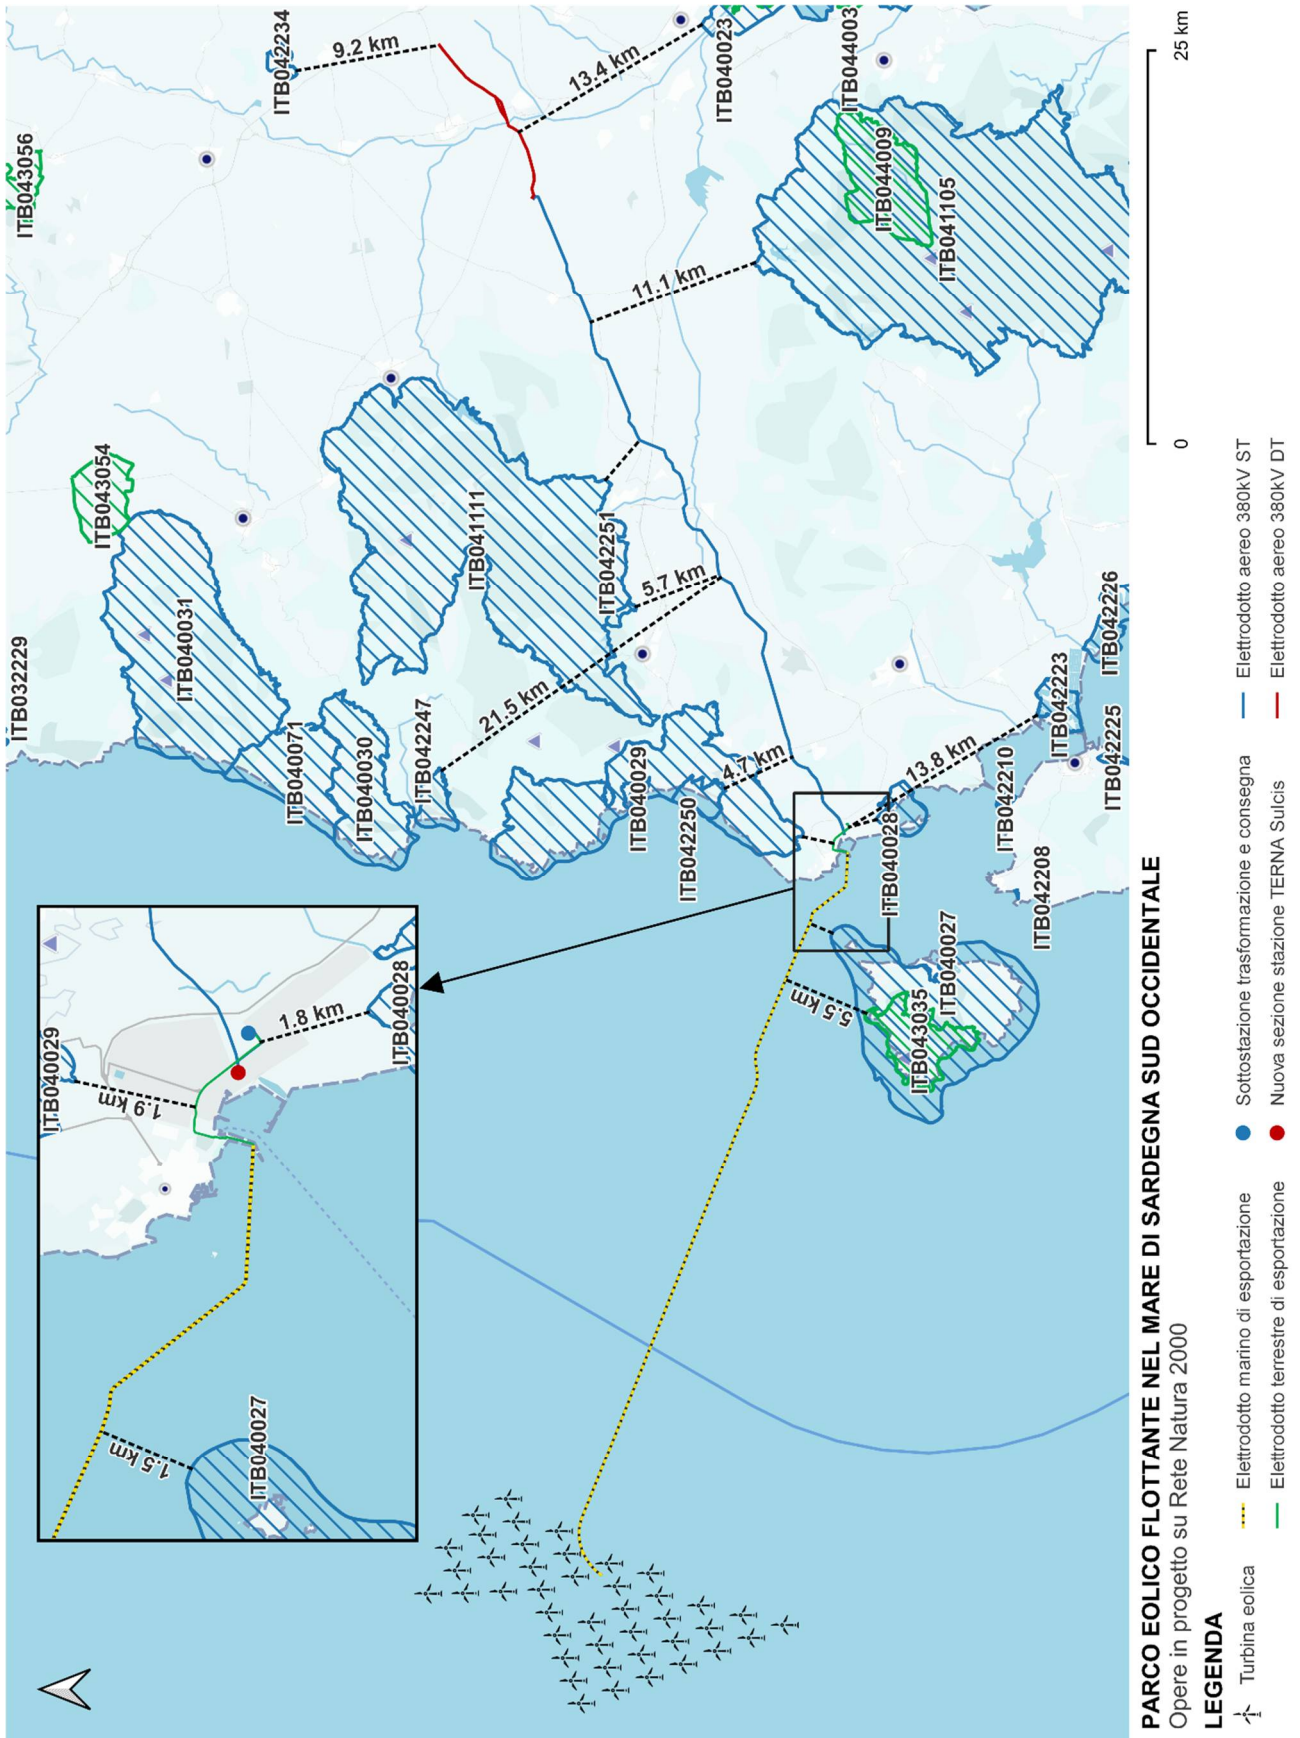 ITB032229
ITB043054
ITB043056
ITB042234
9.2 km
ITB040031
ITB040071
ITB040030
ITB042247
ITB041111
21.5 km
ITB042251
5.7 km
13.4 km
ITB040023
ITB044003
ITB044009
ITB041105
11.1 km
ITB040029
ITB042250
4.7 km
13.8 km
ITB040028
ITB042210
ITB042223
ITB042226
ITB042225
ITB042208
5.5 km
ITB043035
ITB040027
ITB040029
1.9 km
1.8 km
ITB040028
1.5 km
ITB040027
PARCO EOLICO FLOTTANTE NEL MARE DI SARDEGNA SUD OCCIDENTALE
Opere in progetto su Rete Natura 2000
0
25 km
LEGENDA
Turbina eolica
Elettrodotto marino di esportazione
Elettrodotto terrestre di esportazione
Sottostazione trasformazione e consegna
Nuova sezione stazione TERNA Sulcis
Elettrodotto aereo 380kV ST
Elettrodotto aereo 380kV DT